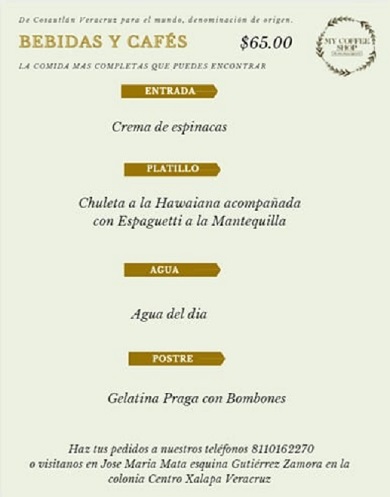 De Cosautlán Veracruz para el mundo, denominación de origen.
BEBIDAS Y CAFÉS
$65.00
MY COFFEE
SHOP
LA COMIDA MAS COMPLETAS QUE PUEDES ENCONTRAR
ENTRADA
Crema de espinacas
PLATILLO
Chuleta a la Hawaiana acompañada
con Espaguetti a la Mantequilla
AGUA
Agua del dia
POSTRE
Gelatina Praga con Bombones
Haz tus pedidos a nuestros teléfonos 8110162270
o visitanos en Jose Maria Mata esquina Gutiérrez Zamora en la
colonia Centro Xalapa Veracruz